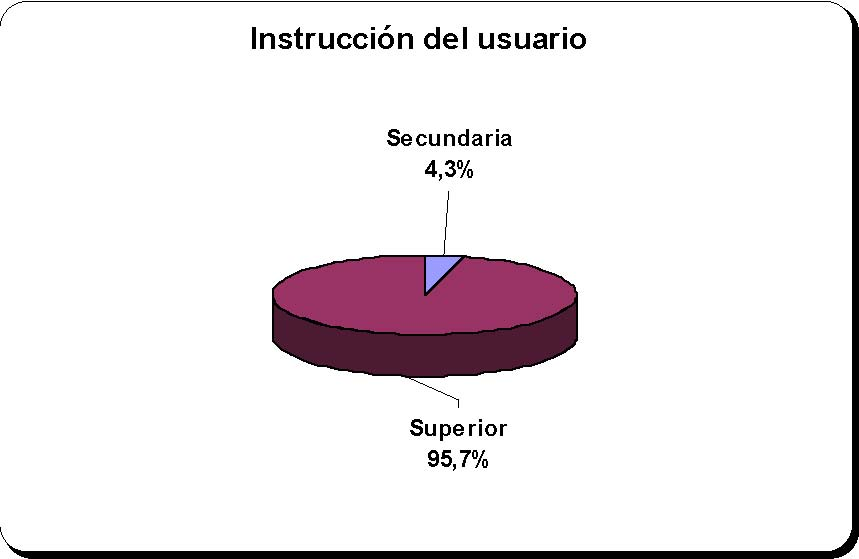 Instrucción del usuario
Secundaria
4,3%
Superior
95,7%